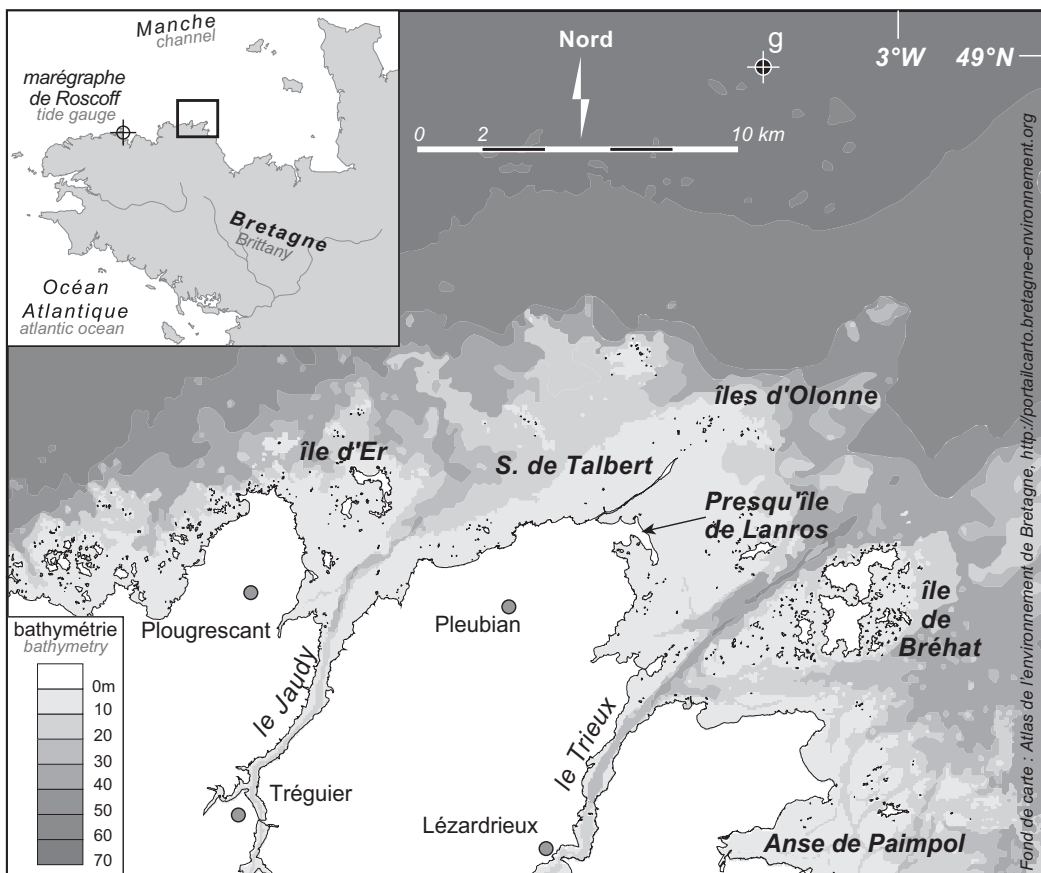 Manche
channel
marégraphe
de Roscoff
tide gauge
Bretagne
Brittany
Océan
Atlantique
atlantic ocean
Nord
g
3°W
49°N
0
2
10 km
îles d'Olonne
île d'Er
S. de Talbert
Presqu'île
de Lanros
Plougrescant
Pleubian
île
de
Bréhat
le Jaudy
le Trieux
Tréguier
Lézardrieux
Anse de Paimpol
bathymétrie
bathymetry
0m
10
20
30
40
50
60
70
Fond de carte : Atlas de l'environnement de Bretagne, http://portailcarto.bretagne-environnement.org